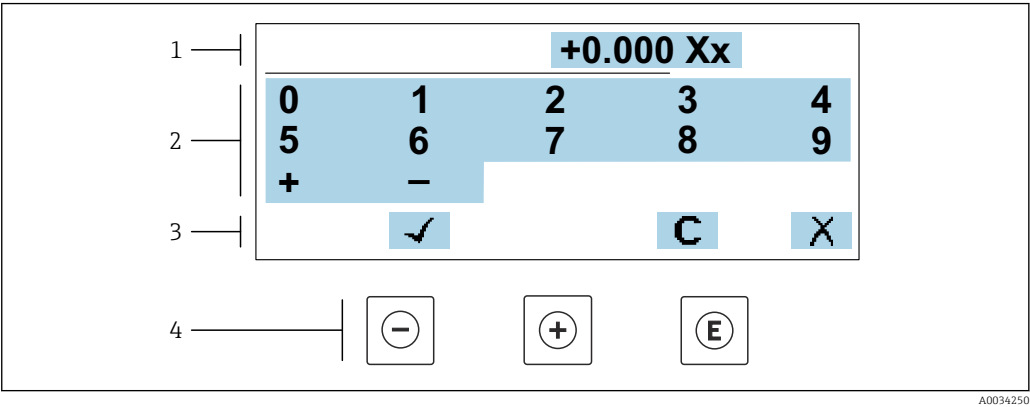 1 +0.000 Xx
0 1 2 3 4
2 5 6 7 8 9
+ −
3 ✓ C X
4 − + E
A0034250